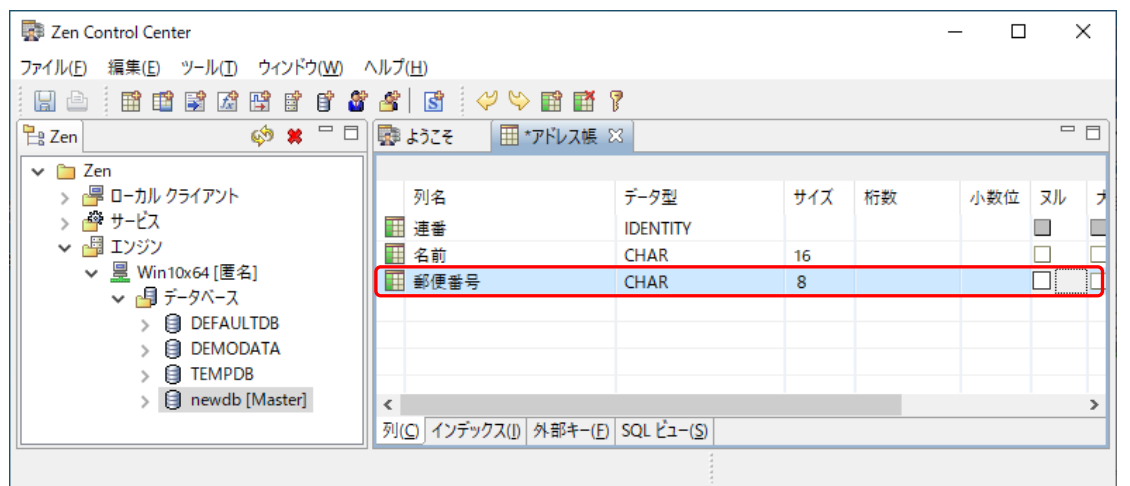 Zen Control Center
ファイル(F) 編集(E) ツール(T) ウィンドウ(W) ヘルプ(H)
Zen
ようこそ *アドレス帳
Zen
ローカル クライアント
サービス
エンジン
Win10x64 [匿名]
データベース
DEFAULTDB
DEMODATA
TEMPDB
newdb [Master]
列名 データ型 サイズ 桁数 小数位 ヌル
連番 IDENTITY
名前 CHAR 16
郵便番号 CHAR 8
列(C) インデックス(I) 外部キー(F) SQL ビュー(S)